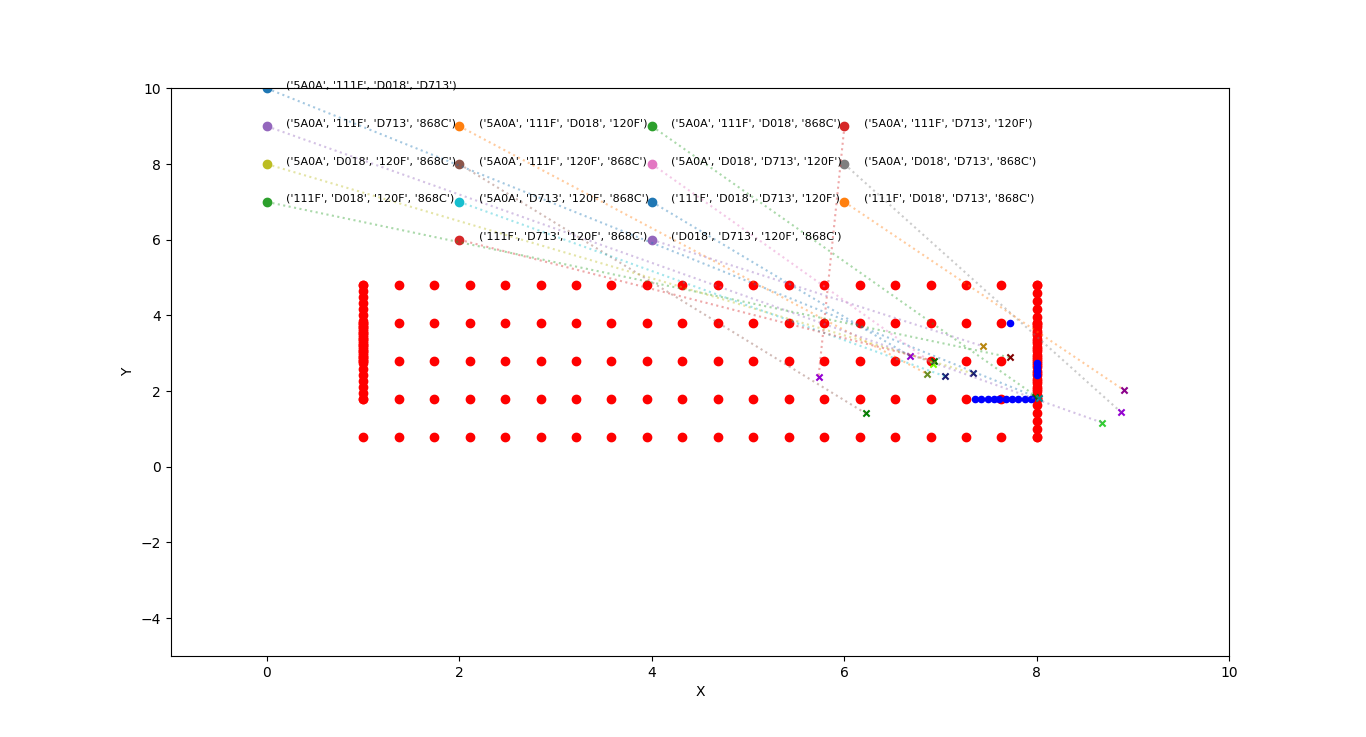 ('5A0A', '111F', 'D018', 'D713')
('5A0A', '111F', 'D713', '868C')
('5A0A', '111F', 'D018', '120F')
('5A0A', '111F', 'D018', '868C')
('5A0A', '111F', 'D713', '120F')
('5A0A', 'D018', '120F', '868C')
('5A0A', '111F', '120F', '868C')
('5A0A', 'D018', 'D713', '120F')
('5A0A', 'D018', 'D713', '868C')
('111F', 'D018', '120F', '868C')
('5A0A', 'D713', '120F', '868C')
('111F', 'D018', 'D713', '120F')
('111F', 'D018', 'D713', '868C')
('111F', 'D713', '120F', '868C')
('D018', 'D713', '120F', '868C')
10
8
6
4
2
0
−2
−4
Y
0 2 4 6 8 10
X